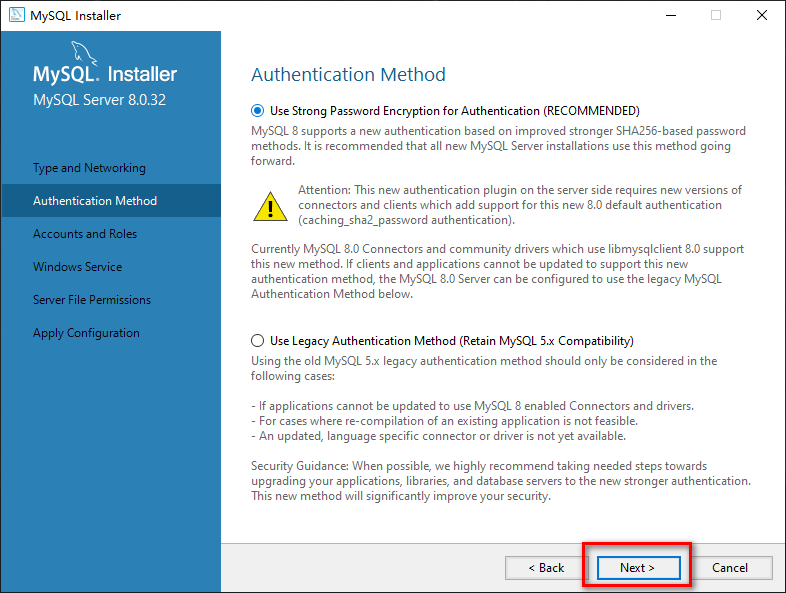 MySQL Installer
MySQL. Installer
MySQL Server 8.0.32
Type and Networking
Authentication Method
Accounts and Roles
Windows Service
Server File Permissions
Apply Configuration
Authentication Method
Use Strong Password Encryption for Authentication (RECOMMENDED)
MySQL 8 supports a new authentication based on improved stronger SHA256-based password
methods. It is recommended that all new MySQL Server installations use this method going
forward.
Attention: This new authentication plugin on the server side requires new versions of
connectors and clients which add support for this new 8.0 default authentication
(caching_sha2_password authentication).
Currently MySQL 8.0 Connectors and community drivers which use libmysqlclient 8.0 support
this new method. If clients and applications cannot be updated to support this new
authentication method, the MySQL 8.0 Server can be configured to use the legacy MySQL
Authentication Method below.
Use Legacy Authentication Method (Retain MySQL 5.x Compatibility)
Using the old MySQL 5.x legacy authentication method should only be considered in the
following cases:
- If applications cannot be updated to use MySQL 8 enabled Connectors and drivers.
- For cases where re-compilation of an existing application is not feasible.
- An updated, language specific connector or driver is not yet available.
Security Guidance: When possible, we highly recommend taking needed steps towards
upgrading your applications, libraries, and database servers to the new stronger authentication.
This new method will significantly improve your security.
< Back
Next >
Cancel